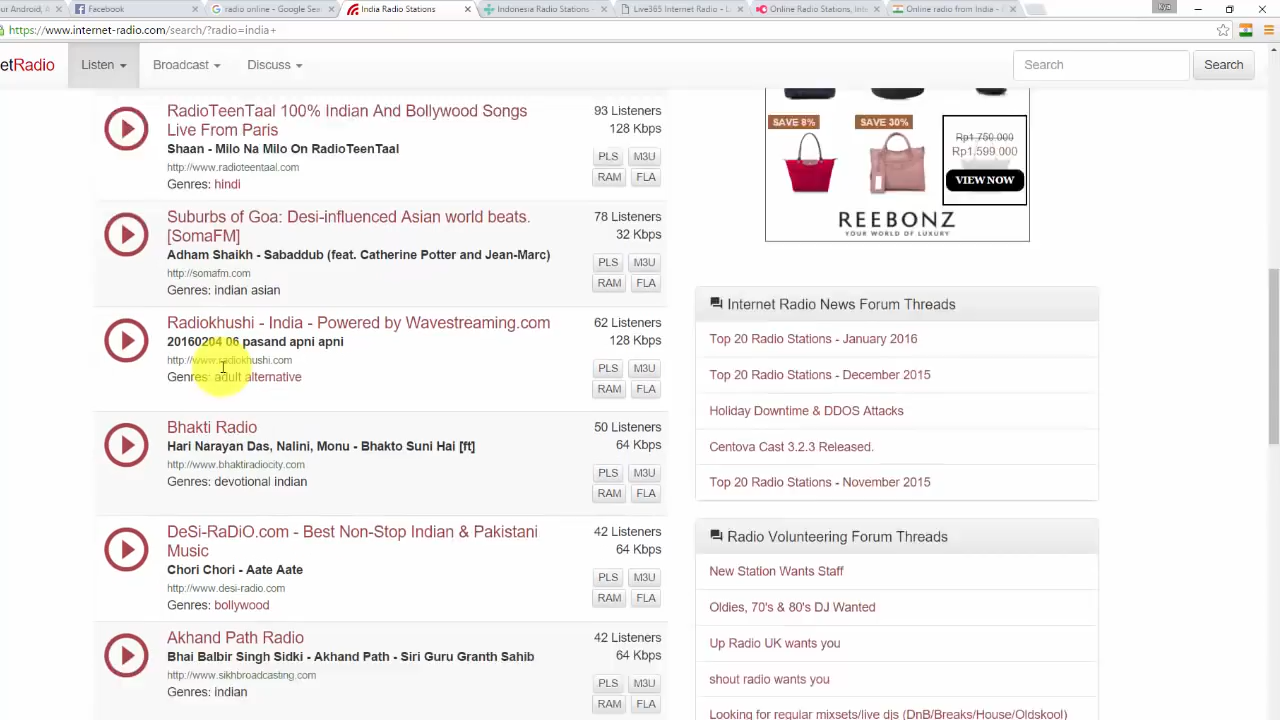 our Android, A
Facebook
radio online - Google Sea
India Radio Stations
Indonesia Radio Stations -
Live365 Internet Radio - L
Online Radio Stations, Inte
Online radio from India - A
https://www.internet-radio.com/search/?radio=india+
etRadio
Listen
Broadcast
Discuss
Search
Search
RadioTeenTaal 100% Indian And Bollywood Songs
Live From Paris
Shaan - Milo Na Milo On RadioTeenTaal
http://www.radioteentaal.com
Genres: hindi
93 Listeners
128 Kbps
PLS M3U
RAM FLA
Suburbs of Goa: Desi-influenced Asian world beats.
[SomaFM]
Adham Shaikh - Sabaddub (feat. Catherine Potter and Jean-Marc)
http://somafm.com
Genres: indian asian
78 Listeners
32 Kbps
PLS M3U
RAM FLA
Radiokhushi - India - Powered by Wavestreaming.com
20160204 06 pasand apni apni
http://www.radiokhushi.com
Genres: adult alternative
62 Listeners
128 Kbps
PLS M3U
RAM FLA
Bhakti Radio
Hari Narayan Das, Nalini, Monu - Bhakto Suni Hai [ft]
http://www.bhaktiradiocity.com
Genres: devotional indian
50 Listeners
64 Kbps
PLS M3U
RAM FLA
DeSi-RaDiO.com - Best Non-Stop Indian & Pakistani
Music
Chori Chori - Aate Aate
http://www.desi-radio.com
Genres: bollywood
42 Listeners
64 Kbps
PLS M3U
RAM FLA
Akhand Path Radio
Bhai Balbir Singh Sidki - Akhand Path - Siri Guru Granth Sahib
http://www.sikhbroadcasting.com
Genres: indian
42 Listeners
64 Kbps
PLS M3U
RAM FLA
SAVE 8%
SAVE 30%
Rp1.750.000
Rp1.599.000
VIEW NOW
REEBONZ
YOUR WORLD OF LUXURY
Internet Radio News Forum Threads
Top 20 Radio Stations - January 2016
Top 20 Radio Stations - December 2015
Holiday Downtime & DDOS Attacks
Centova Cast 3.2.3 Released.
Top 20 Radio Stations - November 2015
Radio Volunteering Forum Threads
New Station Wants Staff
Oldies, 70's & 80's DJ Wanted
Up Radio UK wants you
shout radio wants you
Looking for regular mixsets/live djs (DnB/Breaks/House/Oldskool)